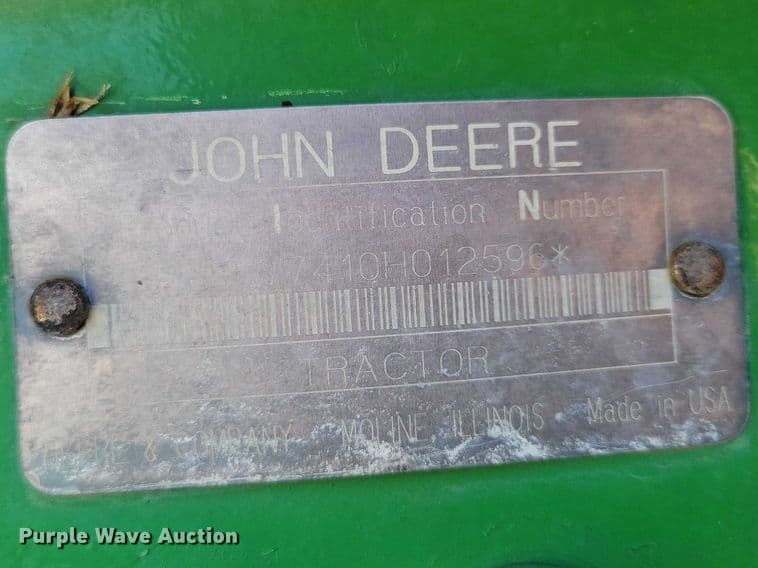 JOHN DEERE
Identification Number
7410H012596*
TRACTOR
& COMPANY MOLINE, ILLINOIS Made in USA
Purple Wave Auction